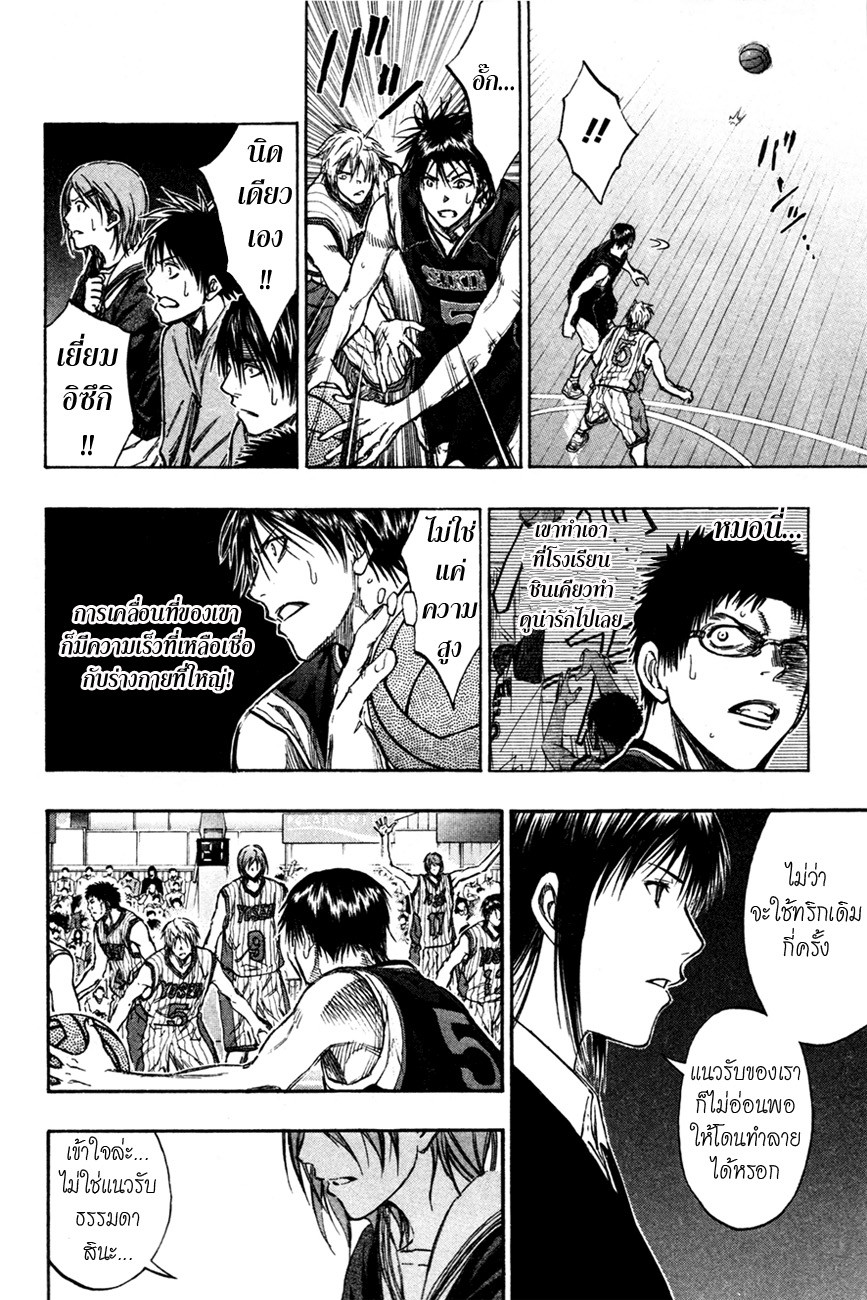 !!
อั๊ก...
SEIRIN
5
5
นิด
เดียว
เอง
!!
เยี่ยม
อิซึกิ
!!
หมอนี่...
เขาทำเอา
ที่โรงเรียน
ชินเคียวทำ
ดูน่ารักไปเลย
ไม่ใช่
แค่
ความ
สูง
การเคลื่อนที่ของเขา
ก็มีความเร็วที่เหลือเชื่อ
กับร่างกายที่ใหญ่!
ไม่ว่า
จะใช้ทริกเดิม
กี่ครั้ง
แนวรับของเรา
ก็ไม่อ่อนพอ
ให้โดนทำลาย
ได้หรอก
YOSEN
9
YOSEN
5
5
เข้าใจล่ะ...
ไม่ใช่แนวรับ
ธรรมดา
สินะ...